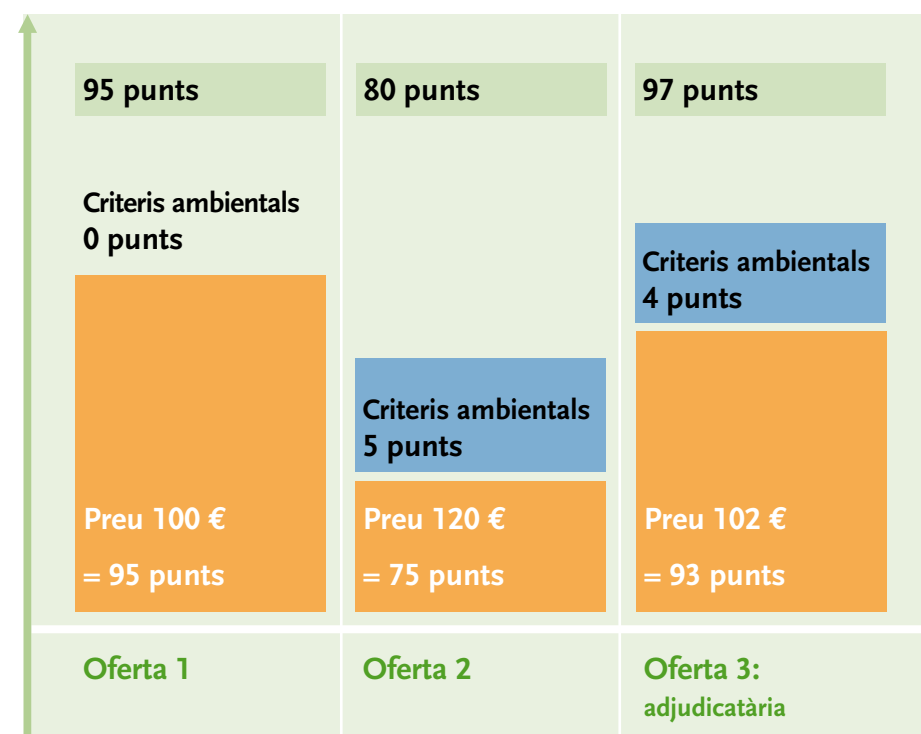 95 punts
Criteris ambientals
0 punts
Preu 100 €
= 95 punts
Oferta 1
80 punts
Criteris ambientals
5 punts
Preu 120 €
= 75 punts
Oferta 2
97 punts
Criteris ambientals
4 punts
Preu 102 €
= 93 punts
Oferta 3:
adjudicatària